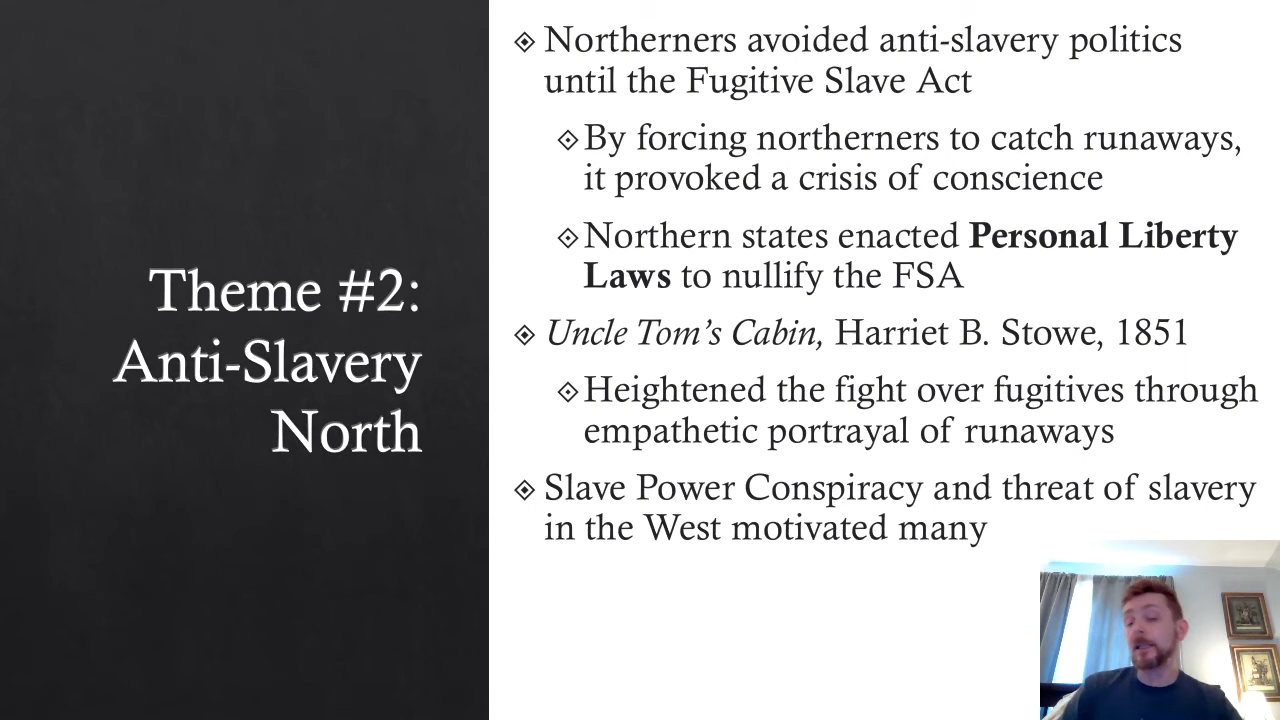 Theme #2:
Anti-Slavery
North
Northerners avoided anti-slavery politics
until the Fugitive Slave Act
By forcing northerners to catch runaways,
it provoked a crisis of conscience
Northern states enacted Personal Liberty
Laws to nullify the FSA
Uncle Tom's Cabin, Harriet B. Stowe, 1851
Heightened the fight over fugitives through
empathetic portrayal of runaways
Slave Power Conspiracy and threat of slavery
in the West motivated many